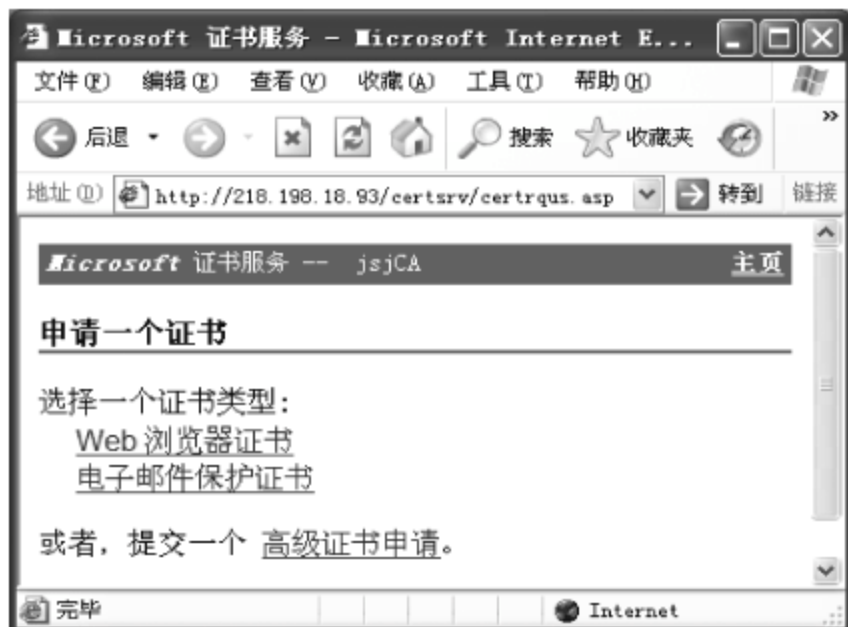 Microsoft 证书服务 - Microsoft Internet E...
文件(F) 编辑(E) 查看(V) 收藏(A) 工具(T) 帮助(H)
后退 搜索 收藏夹 »
地址(D) http://218.198.18.93/certsrv/certrqus.asp 转到 链接
Microsoft 证书服务 -- jsjCA 主页
申请一个证书
选择一个证书类型:
Web 浏览器证书
电子邮件保护证书
或者, 提交一个 高级证书申请。
完毕 Internet